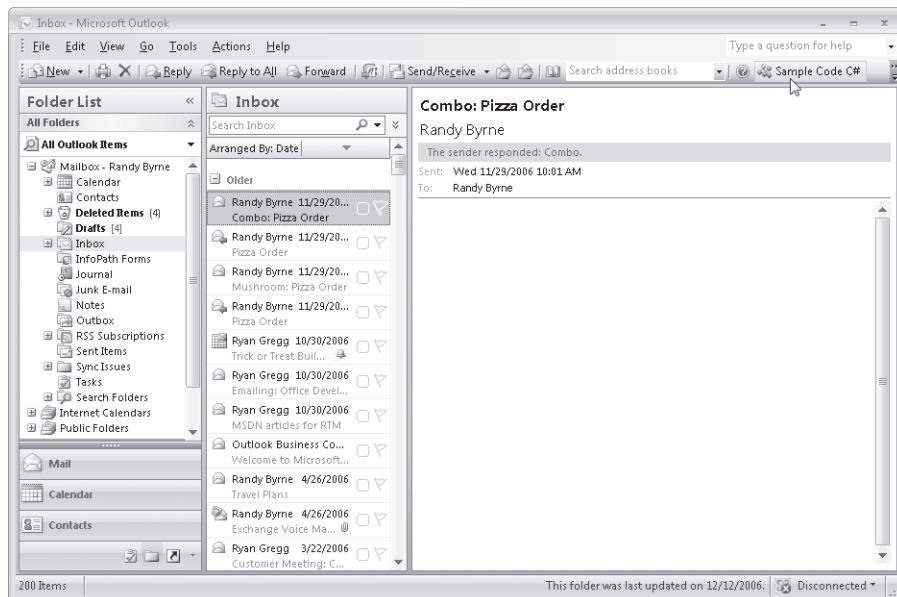 Inbox - Microsoft Outlook
File Edit View Go Tools Actions Help
Type a question for help
New Reply Reply to All Forward Send/Receive Search address books Sample Code C#
Folder List
All Folders
All Outlook Items
Mailbox - Randy Byrne
Calendar
Contacts
Deleted Items (4)
Drafts [4]
Inbox
InfoPath Forms
Journal
Junk E-mail
Notes
Outbox
RSS Subscriptions
Sent Items
Sync Issues
Tasks
Search Folders
Internet Calendars
Public Folders
Mail
Calendar
Contacts
Inbox
Search Inbox
Arranged By: Date
Older
Randy Byrne 11/29/20...
Combo: Pizza Order
Randy Byrne 11/29/20...
Pizza Order
Randy Byrne 11/29/20...
Mushroom: Pizza Order
Randy Byrne 11/29/20...
Pizza Order
Ryan Gregg 10/30/2006
Trick or Treat Buil...
Ryan Gregg 10/30/2006
Emailing: Office Devel...
Ryan Gregg 10/30/2006
MSDN articles for RTM
Outlook Business Co...
Welcome to Microsoft...
Randy Byrne 4/26/2006
Travel Plans
Randy Byrne 4/26/2006
Exchange Voice Ma...
Ryan Gregg 3/22/2006
Customer Meeting: C...
Combo: Pizza Order
Randy Byrne
The sender responded: Combo.
Sent: Wed 11/29/2006 10:01 AM
To: Randy Byrne
200 Items
This folder was last updated on 12/12/2006.
Disconnected